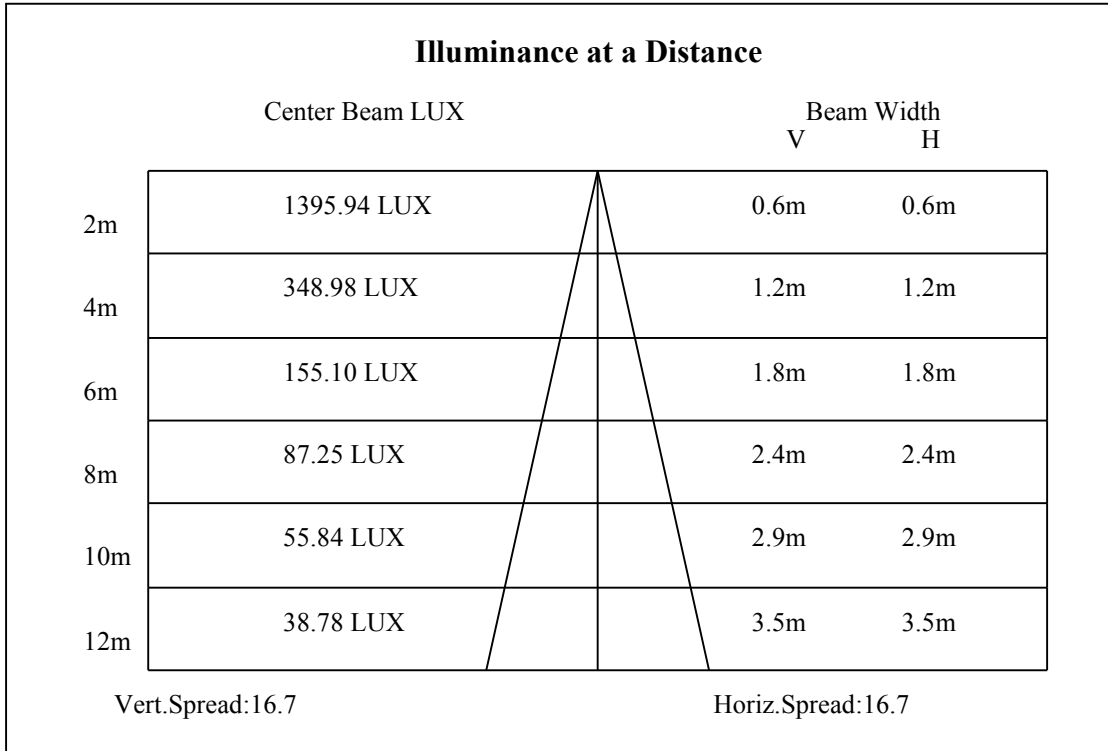 Illuminance at a Distance
Center Beam LUX Beam Width
V H
2m 1395.94 LUX 0.6m 0.6m
4m 348.98 LUX 1.2m 1.2m
6m 155.10 LUX 1.8m 1.8m
8m 87.25 LUX 2.4m 2.4m
10m 55.84 LUX 2.9m 2.9m
12m 38.78 LUX 3.5m 3.5m
Vert.Spread:16.7 Horiz.Spread:16.7